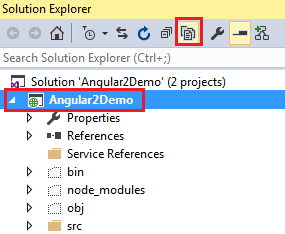 Solution Explorer
Search Solution Explorer (Ctrl+;)
Solution 'Angular2Demo' (2 projects)
Angular2Demo
Properties
References
Service References
bin
node_modules
obj
src